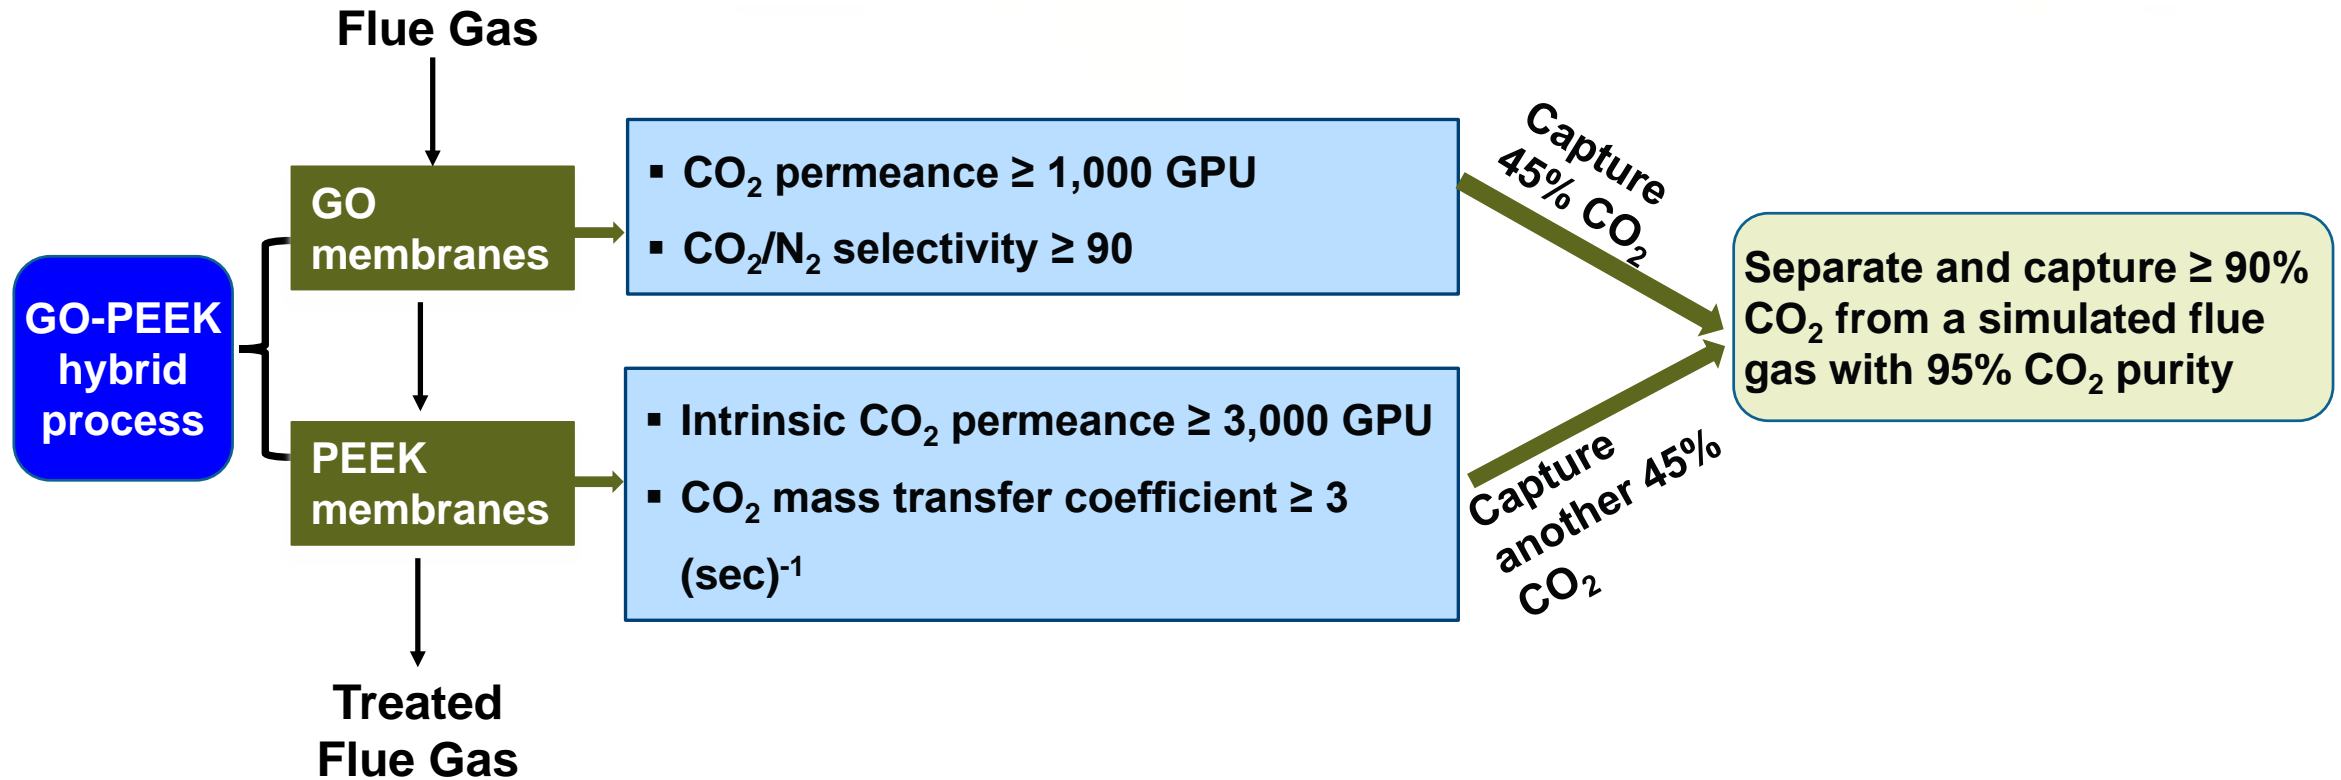 Flue Gas
GO
membranes
▪ CO₂ permeance ≥ 1,000 GPU
▪ CO₂/N₂ selectivity ≥ 90
Capture
45% CO₂
GO-PEEK
hybrid
process
Separate and capture ≥ 90%
CO₂ from a simulated flue
gas with 95% CO₂ purity
PEEK
membranes
▪ Intrinsic CO₂ permeance ≥ 3,000 GPU
▪ CO₂ mass transfer coefficient ≥ 3
(sec)⁻¹
Capture
another 45%
CO₂
Treated
Flue Gas